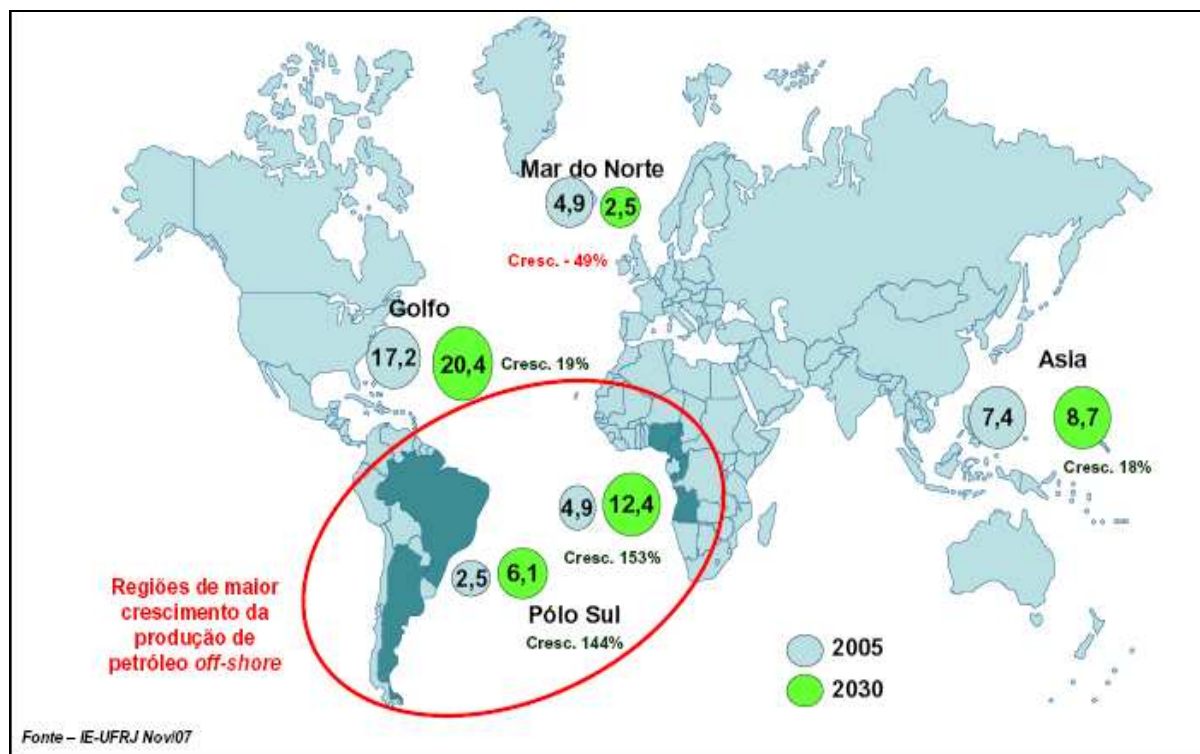 Mar do Norte
4,9
2,5
Cresc. - 49%
Golfo
17,2
20,4
Cresc. 19%
Asia
7,4
8,7
Cresc. 18%
4,9
12,4
Cresc. 153%
2,5
6,1
Pólo Sul
Cresc. 144%
Regiões de maior
crescimento da
produção de
petróleo off-shore
2005
2030
Fonte – IE-UFRJ Nov/07